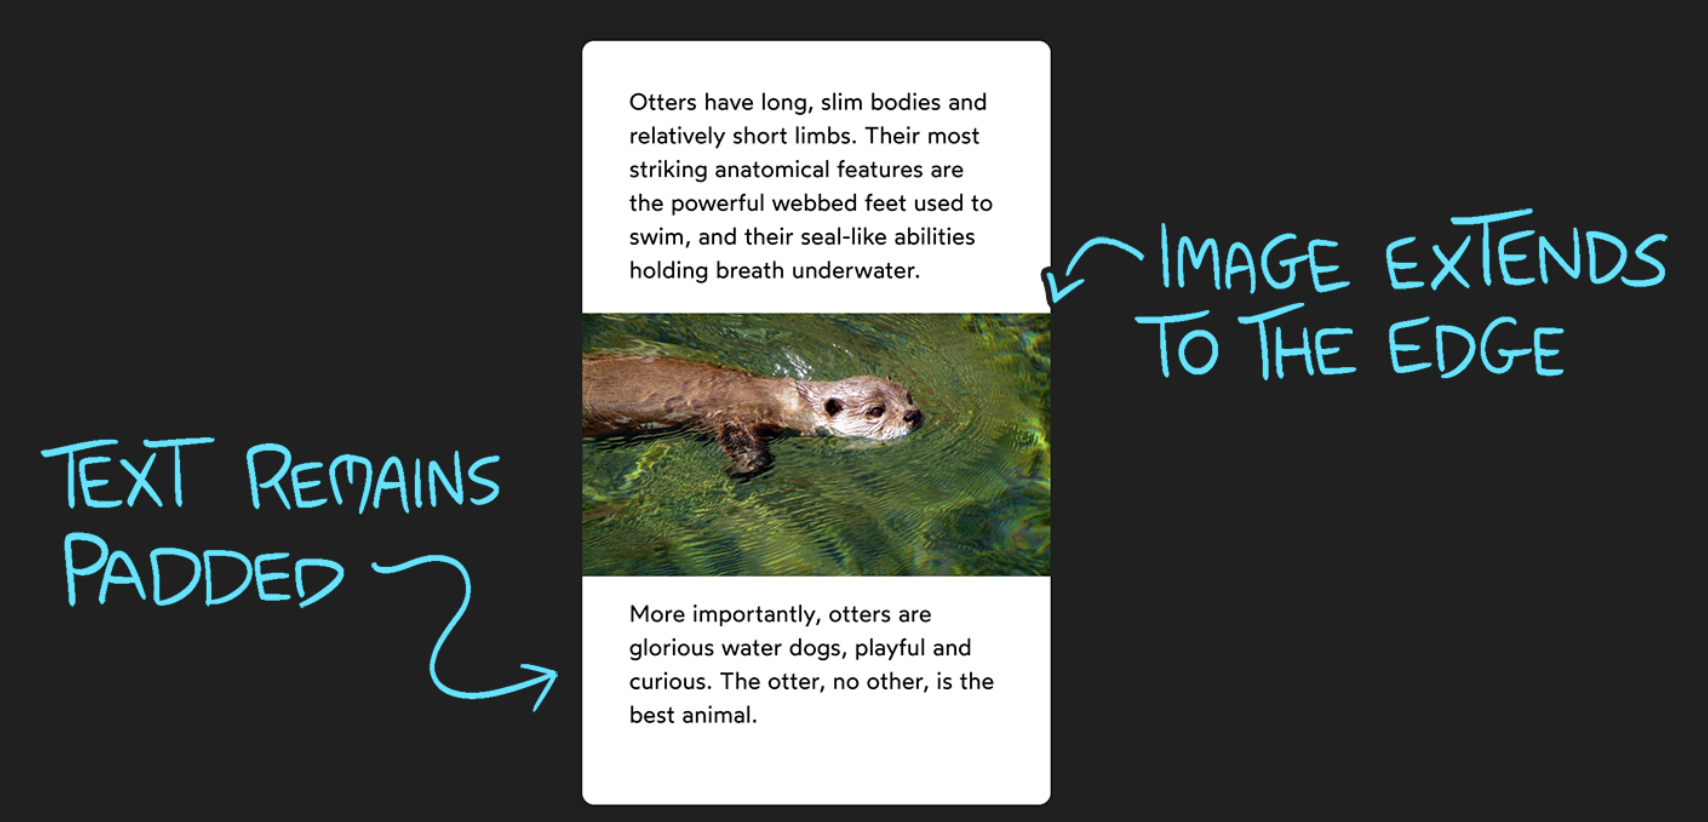 Otters have long, slim bodies and
relatively short limbs. Their most
striking anatomical features are
the powerful webbed feet used to
swim, and their seal-like abilities
holding breath underwater.
IMAGE EXTENDS
TO THE EDGE
TEXT REMAINS
PADDED
More importantly, otters are
glorious water dogs, playful and
curious. The otter, no other, is the
best animal.